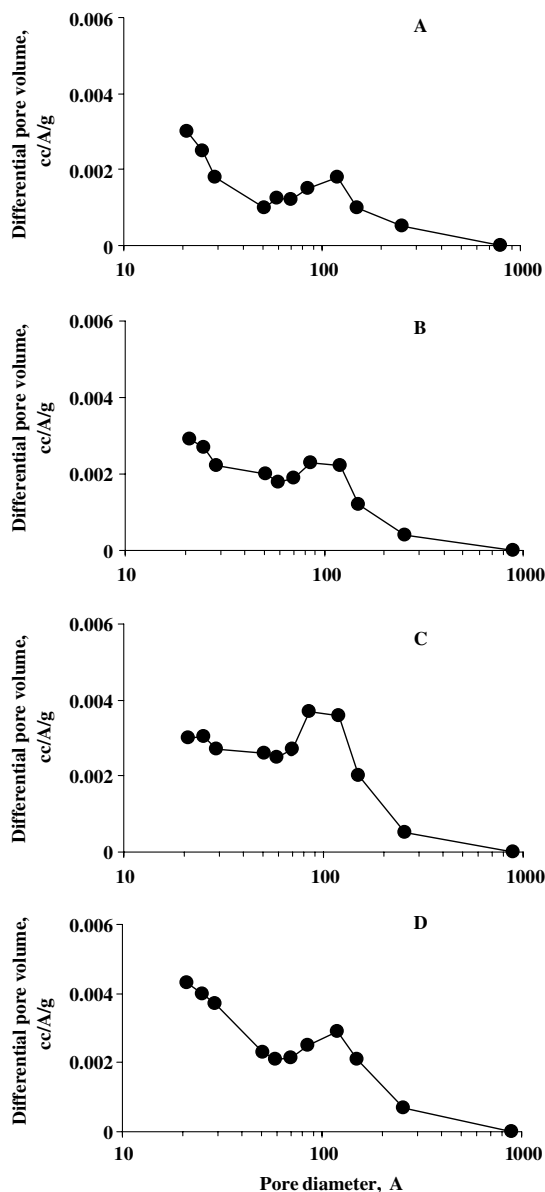 A
Differential pore volume,
cc/A/g
0.006
0.004
0.002
0
10 100 1000
B
Differential pore volume,
cc/A/g
0.006
0.004
0.002
0
10 100 1000
C
Differential pore volume,
cc/A/g
0.006
0.004
0.002
0
10 100 1000
D
Differential pore volume,
cc/A/g
0.006
0.004
0.002
0
10 100 1000
Pore diameter, A